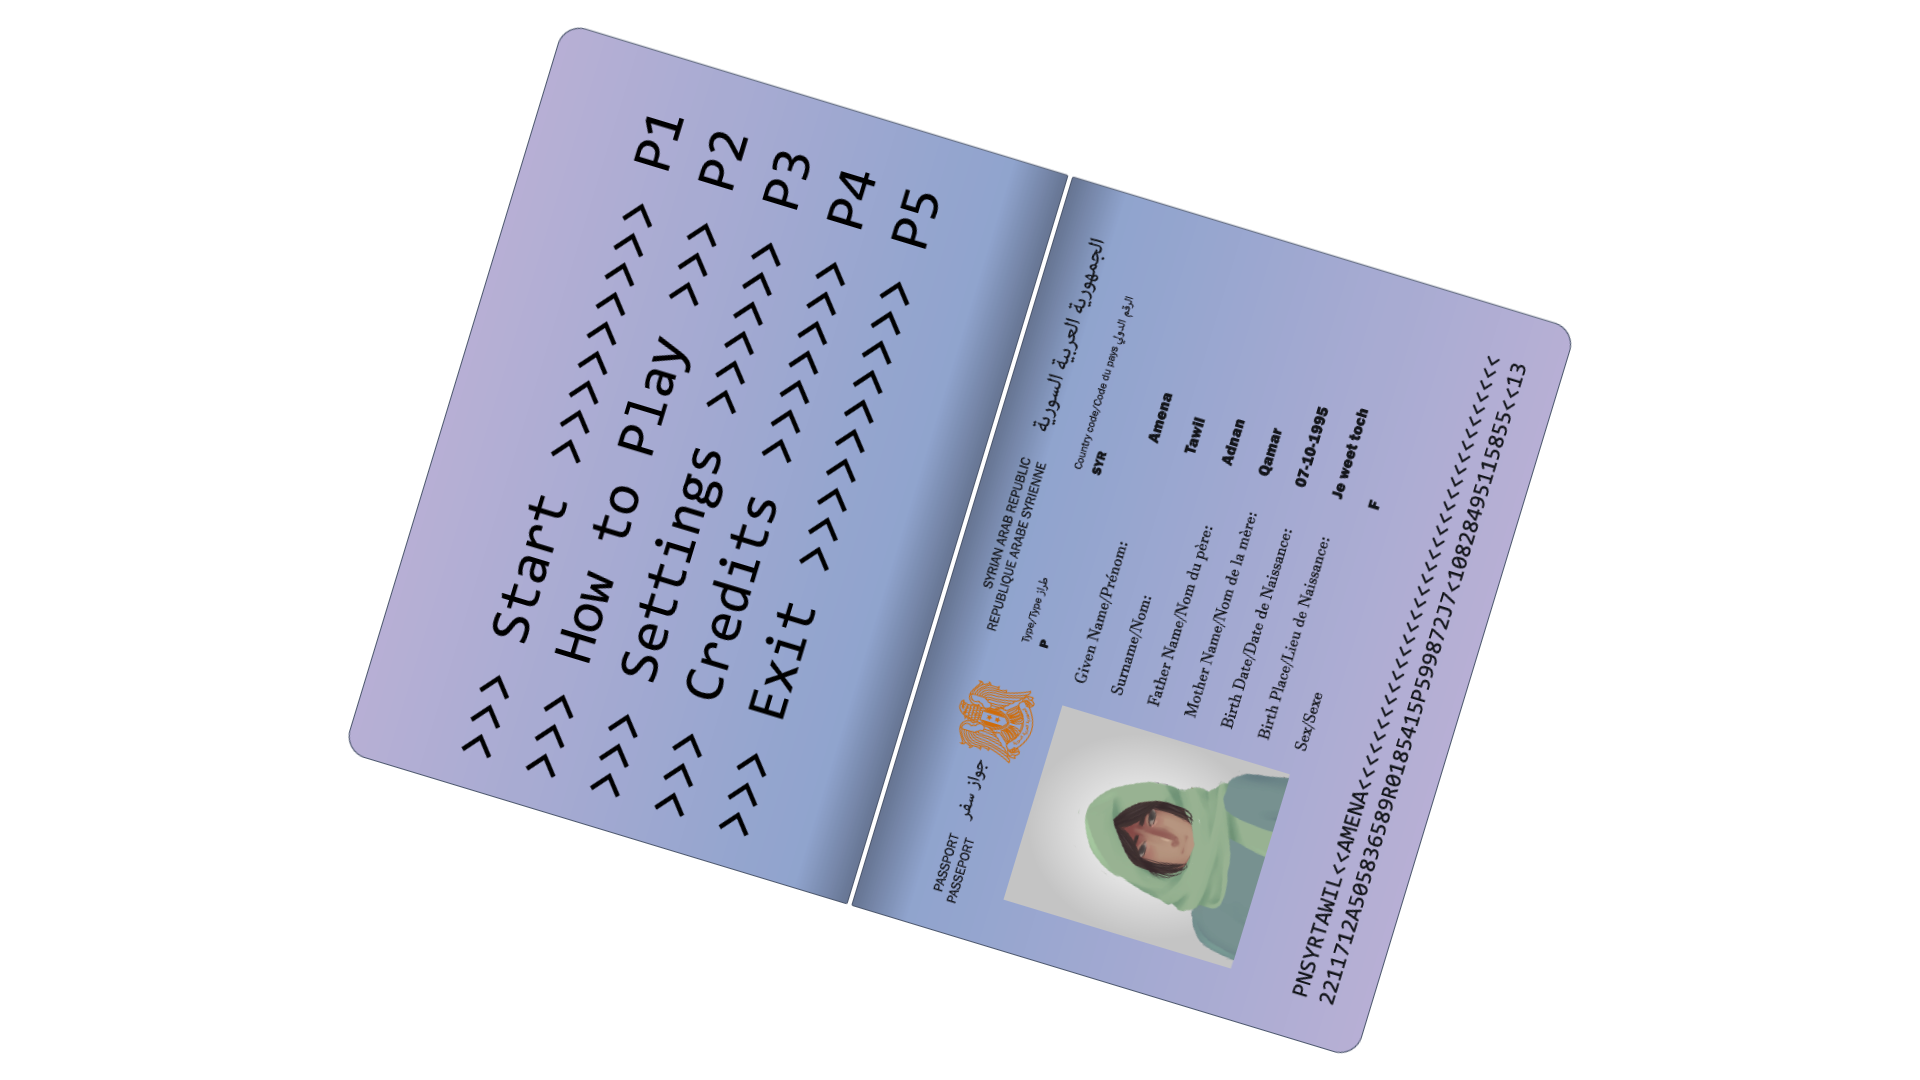 >>> Start >>>>>>>>> P1
>>> How to Play >>> P2
>>> Settings >>>>>> P3
>>> Credits >>>>>>> P4
>>> Exit >>>>>>>>>> P5
PASSPORT
PASSEPORT
جواز سفر
SYRIAN ARAB REPUBLIC
REPUBLIQUE ARABE SYRIENNE
الجمهورية العربية السورية
Type/Type طراز
P
Country code/Code du pays الرقم الدولي
SYR
Given Name/Prénom: Amena
Surname/Nom: Tawil
Father Name/Nom du père: Adnan
Mother Name/Nom de la mère: Qamar
Birth Date/Date de Naissance: 07-10-1995
Birth Place/Lieu de Naissance: Je weet toch
Sex/Sexe F
PNSYRTAWIL<<AMENA<<<<<<<<<<<<<<<<<<<<<<<<<<<<<<<<<<<<
2211712A505836589R0185415P599872J7<10828495115855<<13